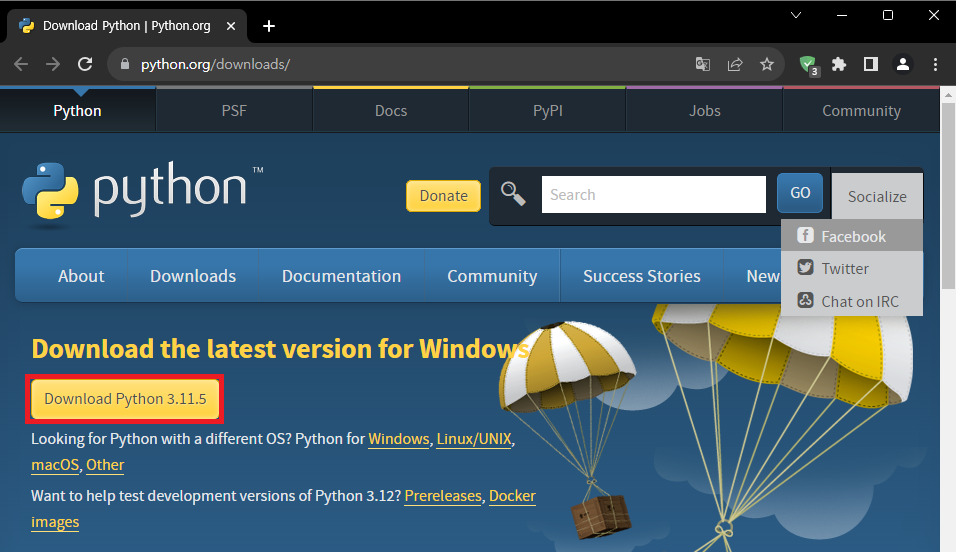 Download Python | Python.org
python.org/downloads/
3
Python PSF Docs PyPI Jobs Community
python™
Donate Search GO Socialize
Facebook
Twitter
Chat on IRC
About Downloads Documentation Community Success Stories New
Download the latest version for Windows
Download Python 3.11.5
Looking for Python with a different OS? Python for Windows, Linux/UNIX,
macOS, Other
Want to help test development versions of Python 3.12? Prereleases, Docker
images